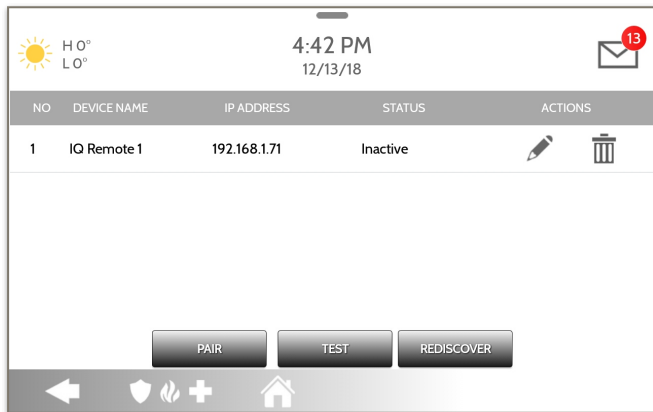 13
4:42 PM
H 0°
L 0°
12/13/18
NO DEVICE NAME IP ADDRESS STATUS ACTIONS
1 IQ Remote 1 192.168.1.71 Inactive
PAIR TEST REDISCOVER